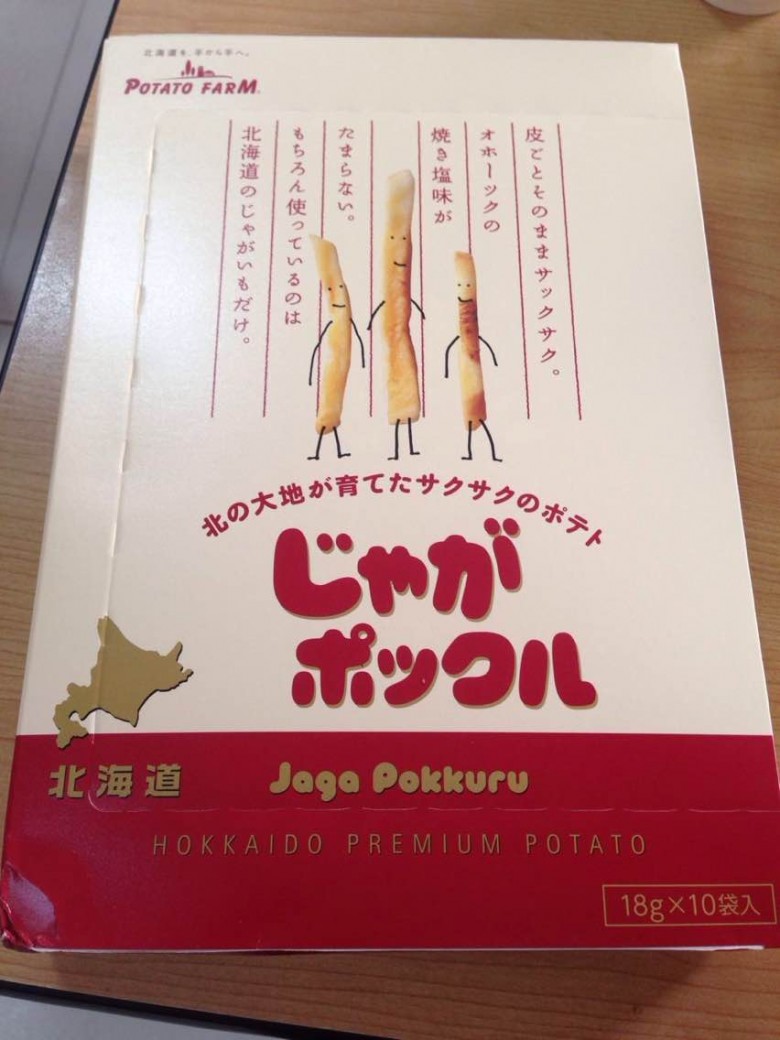 北海道を、手から手へ。
POTATO FARM
皮ごとそのままサックサク。
オホーツクの
焼き塩味が
たまらない。
もちろん使っているのは
北海道のじゃがいもだけ。
北の大地が育てたサクサクのポテト
じゃが
ポックル
北海道
Jaga Pokkuru
HOKKAIDO PREMIUM POTATO
18g×10袋入